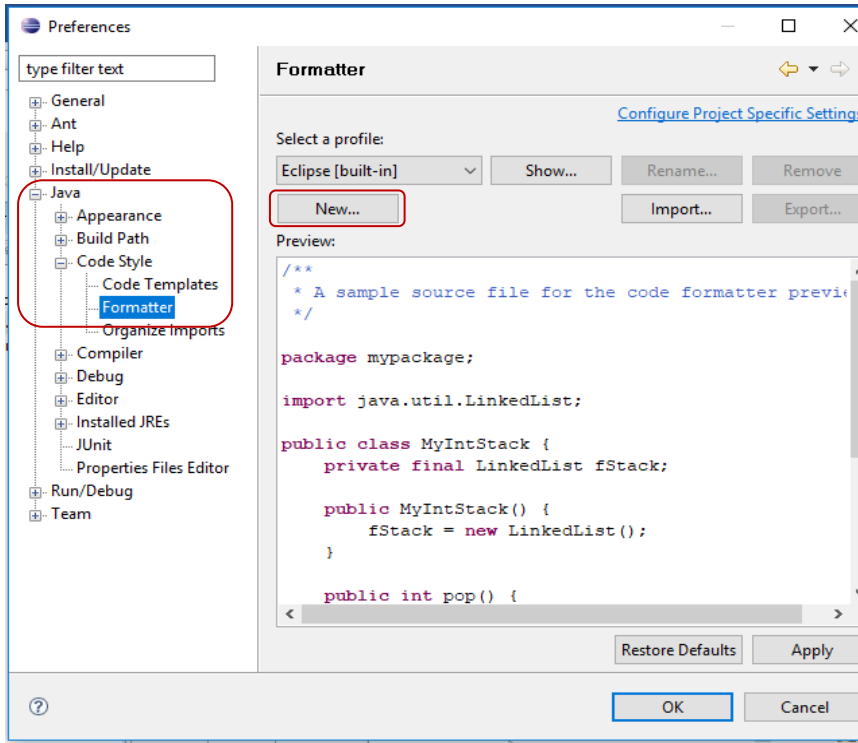 Preferences
type filter text
General
Ant
Help
Install/Update
Java
Appearance
Build Path
Code Style
Code Templates
Formatter
Organize Imports
Compiler
Debug
Editor
Installed JREs
JUnit
Properties Files Editor
Run/Debug
Team
Formatter
Configure Project Specific Settings
Select a profile:
Eclipse [built-in]
Show...
Rename...
Remove
New...
Import...
Export...
Preview:
/**
 * A sample source file for the code formatter previe
 */
package mypackage;
import java.util.LinkedList;
public class MyIntStack {
    private final LinkedList fStack;
    public MyIntStack() {
        fStack = new LinkedList();
    }
    public int pop() {
Restore Defaults
Apply
OK
Cancel